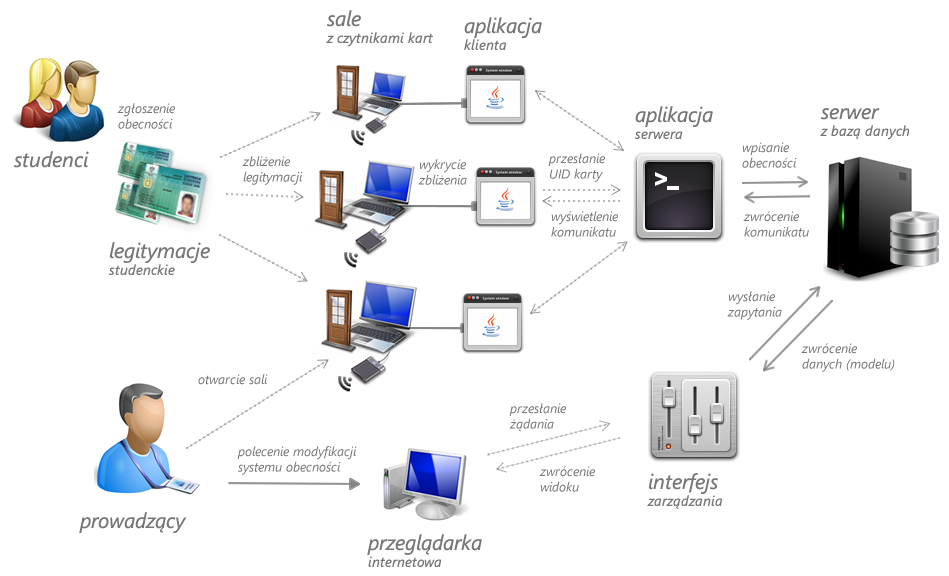 sale
z czytnikami kart
aplikacja
klienta
System window
studenci
zgłoszenie
obecności
zbliżenie
legitymacji
wykrycie
zbliżenia
System window
przesłanie
UID karty
wyświetlenie
komunikatu
aplikacja
serwera
>_
wpisanie
obecności
zwrócenie
komunikatu
serwer
z bazą danych
legitymacje
studenckie
System window
wysłanie
zapytania
zwrócenie
danych (modelu)
otwarcie sali
prowadzący
polecenie modyfikacji
systemu obecności
przeglądarka
internetowa
przesłanie
żądania
zwrócenie
widoku
interfejs
zarządzania